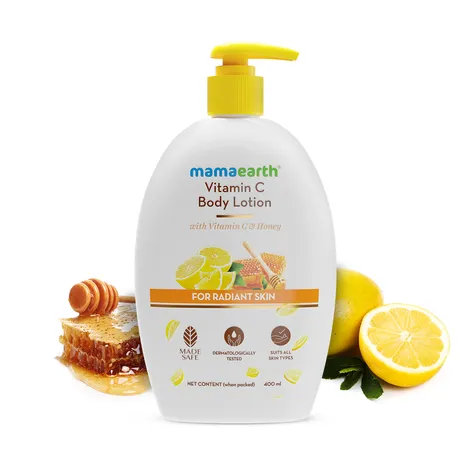 mamaearth®
Vitamin C
Body Lotion
with Vitamin C & Honey
FOR RADIANT SKIN
MADE SAFE
DERMATOLOGICALLY TESTED
SUITS ALL SKIN TYPES
NET CONTENT (when packed) 400 ml